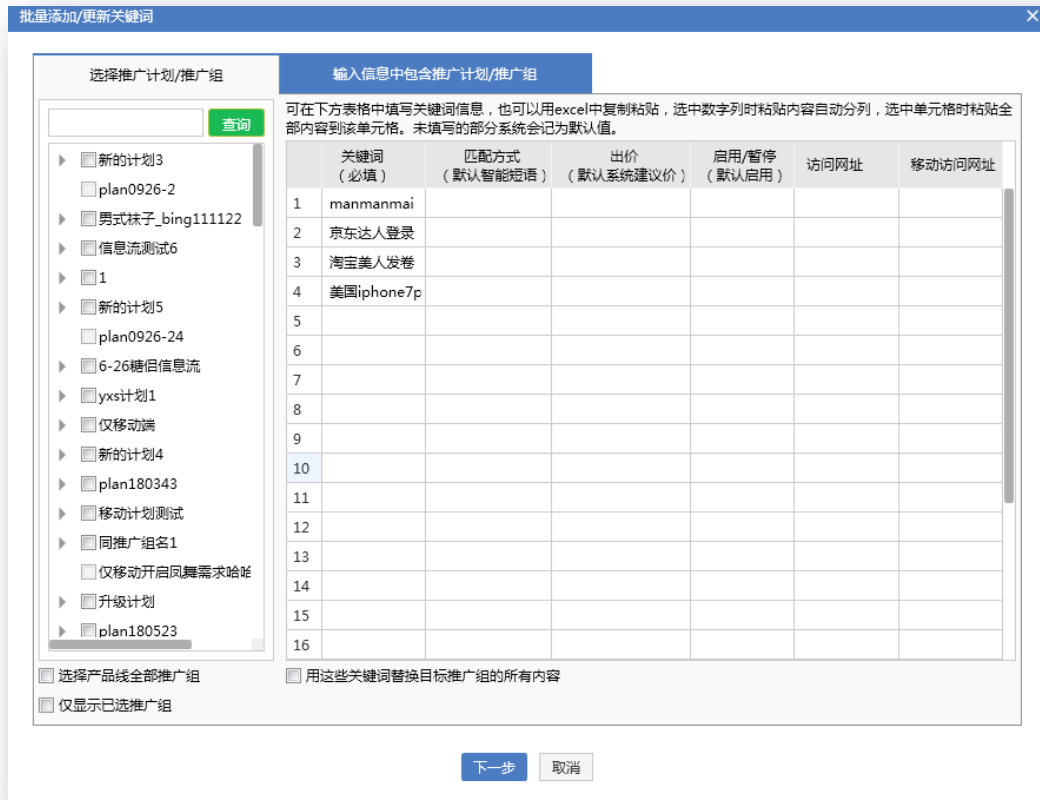 批量添加/更新关键词
选择推广计划/推广组
输入信息中包含推广计划/推广组
查询
新的计划3
plan0926-2
男式袜子_bing111122
信息流测试6
1
新的计划5
plan0926-24
6-26糖侣信息流
yxs计划1
仅移动端
新的计划4
plan180343
移动计划测试
同推广组名1
仅移动开启凤舞需求哈哈
升级计划
plan180523
选择产品线全部推广组
仅显示已选推广组
可在下方表格中填写关键词信息，也可以用excel中复制粘贴，选中数字列时粘贴内容自动分列，选中单元格时粘贴全
部内容到该单元格。未填写的部分系统会记为默认值。
关键词 匹配方式 出价 启用/暂停 访问网址 移动访问网址
（必填） （默认智能短语） （默认系统建议价） （默认启用）
1 manmanmai
2 京东达人登录
3 淘宝美人发卷
4 美国iphone7p
5
6
7
8
9
10
11
12
13
14
15
16
用这些关键词替换目标推广组的所有内容
下一步 取消